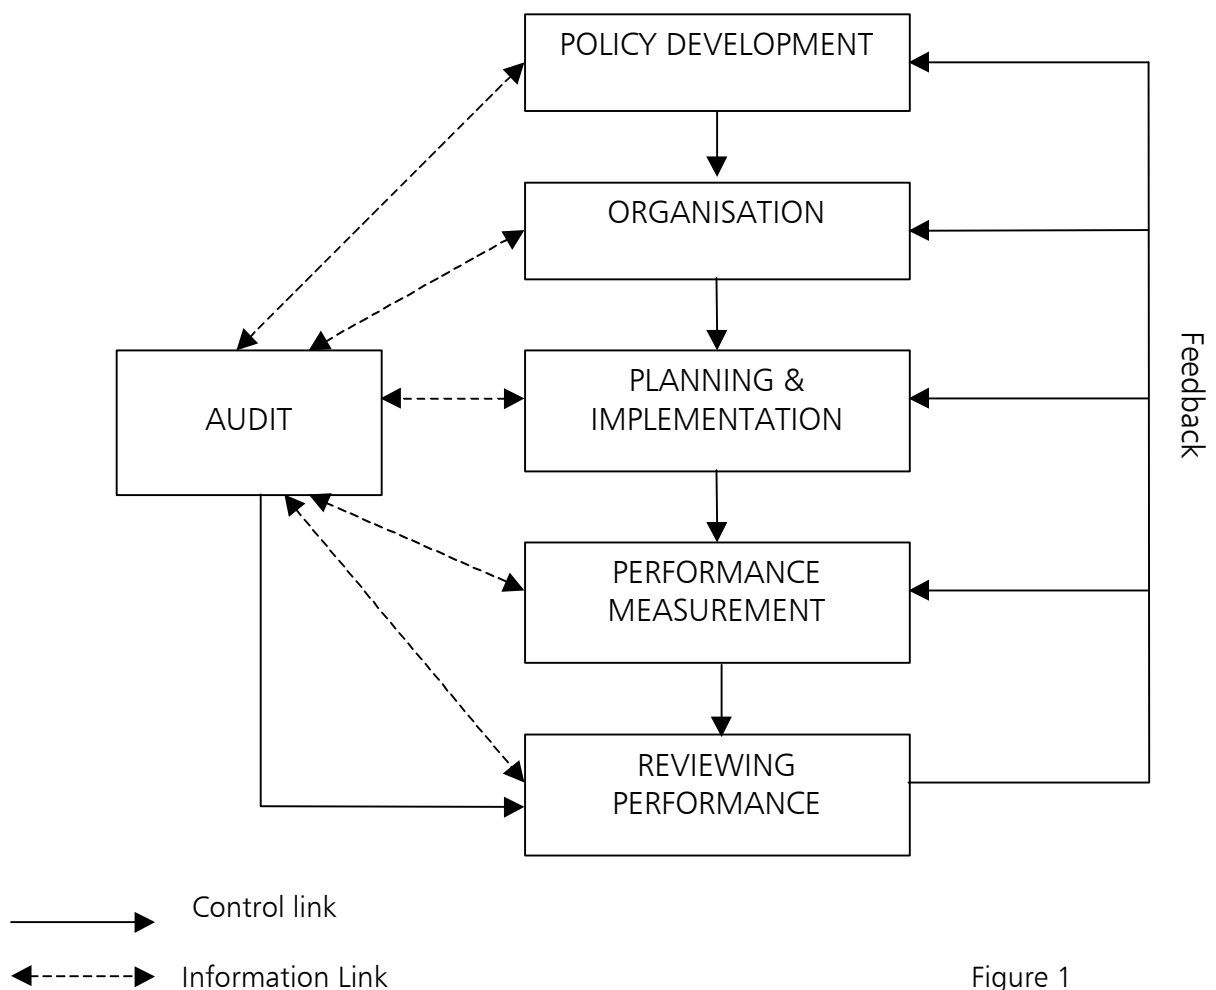 POLICY DEVELOPMENT
ORGANISATION
PLANNING &
IMPLEMENTATION
AUDIT
PERFORMANCE
MEASUREMENT
REVIEWING
PERFORMANCE
Feedback
Control link
Information Link
Figure 1